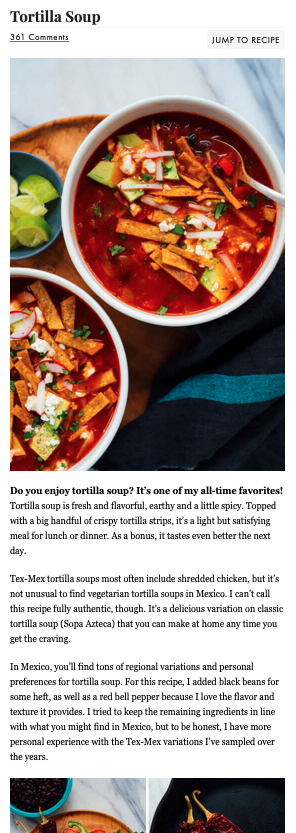 Tortilla Soup
361 Comments
JUMP TO RECIPE
Do you enjoy tortilla soup? It's one of my all-time favorites!
Tortilla soup is fresh and flavorful, earthy and a little spicy. Topped
with a big handful of crispy tortilla strips, it's a light but satisfying
meal for lunch or dinner. As a bonus, it tastes even better the next
day.
Tex-Mex tortilla soups most often include shredded chicken, but it's
not unusual to find vegetarian tortilla soups in Mexico. I can't call
this recipe fully authentic, though. It's a delicious variation on classic
tortilla soup (Sopa Azteca) that you can make at home any time you
get the craving.
In Mexico, you'll find tons of regional variations and personal
preferences for tortilla soup. For this recipe, I added black beans for
some heft, as well as a red bell pepper because I love the flavor and
texture it provides. I tried to keep the remaining ingredients in line
with what you might find in Mexico, but to be honest, I have more
personal experience with the Tex-Mex variations I've sampled over
the years.